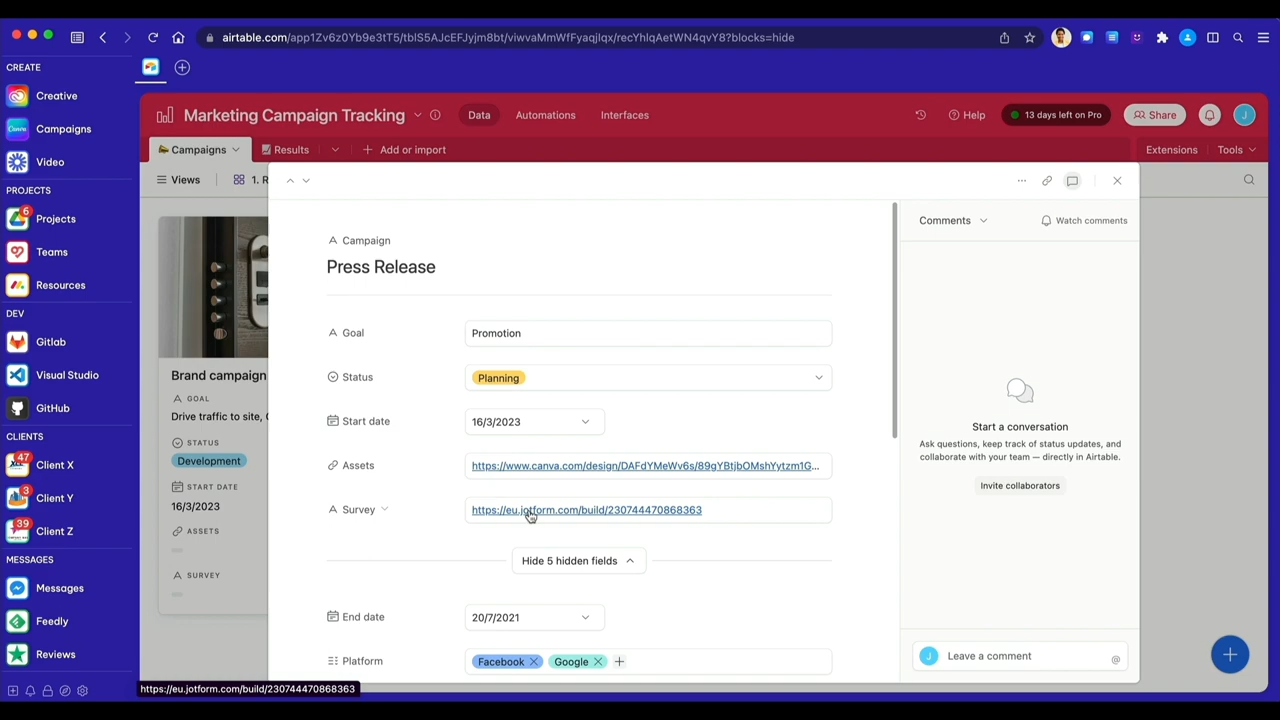 airtable.com/app1Zv6z0Yb9e3tT5/tblS5AJcEFJyjm8bt/viwvaMmWfFyaqjlqx/recYhlqAetWN4qvY8?blocks=hide
CREATE
Creative
Canva
Campaigns
Video
PROJECTS
6
Projects
Teams
Resources
DEV
Gitlab
Visual Studio
GitHub
CLIENTS
47
Client X
3
Client Y
39
Client Z
MESSAGES
Messages
Feedly
Reviews
Marketing Campaign Tracking
Data
Automations
Interfaces
Help
13 days left on Pro
Share
J
Campaigns
Results
Add or import
Extensions
Tools
Views
1. R
Brand campaign
GOAL
Drive traffic to site,
STATUS
Development
START DATE
16/3/2023
ASSETS
SURVEY
Campaign
Press Release
Goal
Promotion
Status
Planning
Start date
16/3/2023
Assets
https://www.canva.com/design/DAFdYMeWv6s/89gYBtjbOMshYytzm1G...
Survey
https://eu.jotform.com/build/230744470868363
Hide 5 hidden fields
End date
20/7/2021
Platform
Facebook
Google
Comments
Watch comments
Start a conversation
Ask questions, keep track of status updates, and
collaborate with your team — directly in Airtable.
Invite collaborators
J
Leave a comment
@
https://eu.jotform.com/build/230744470868363